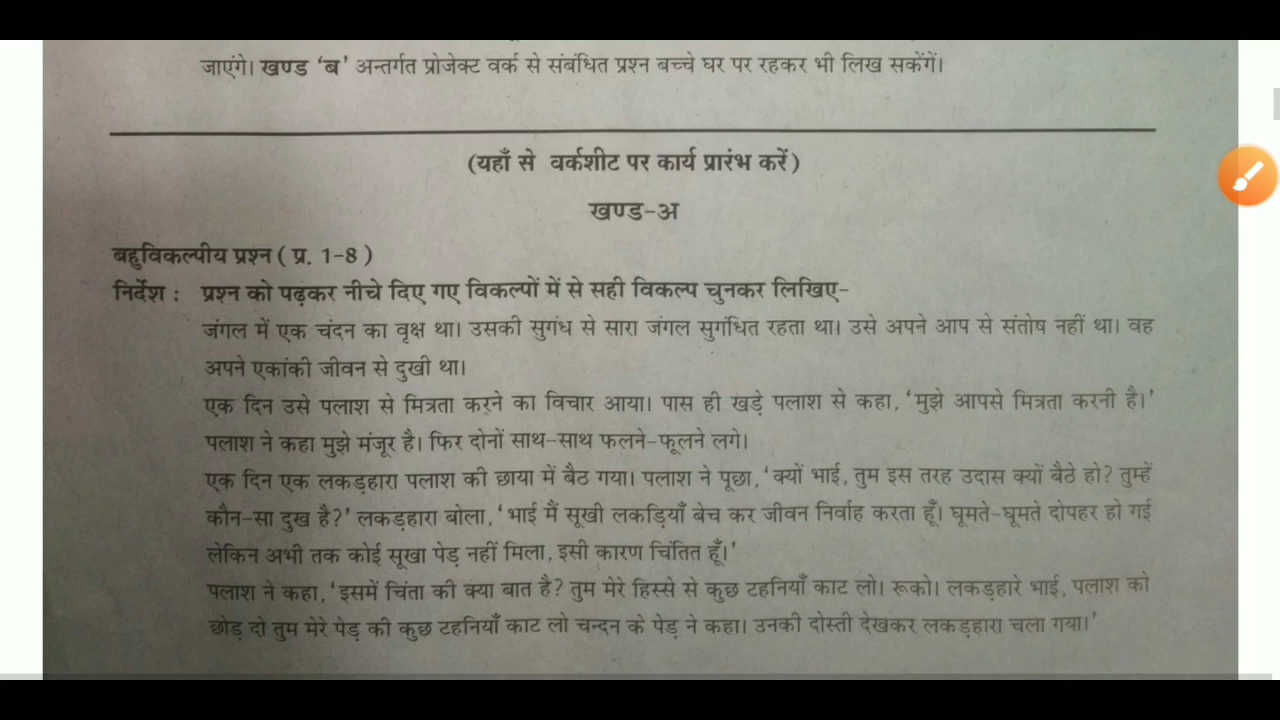 जाएंगे। खण्ड ‘ब’ अन्तर्गत प्रोजेक्ट वर्क से संबंधित प्रश्न बच्चे घर पर रहकर भी लिख सकेंगें।
(यहाँ से वर्कशीट पर कार्य प्रारंभ करें)
खण्ड-अ
बहुविकल्पीय प्रश्न ( प्र. 1-8 )
निर्देश : प्रश्न को पढ़कर नीचे दिए गए विकल्पों में से सही विकल्प चुनकर लिखिए-
जंगल में एक चंदन का वृक्ष था। उसकी सुगंध से सारा जंगल सुगंधित रहता था। उसे अपने आप से संतोष नहीं था। वह
अपने एकांकी जीवन से दुखी था।
एक दिन उसे पलाश से मित्रता करने का विचार आया। पास ही खड़े पलाश से कहा, ‘मुझे आपसे मित्रता करनी है।’
पलाश ने कहा मुझे मंजूर है। फिर दोनों साथ-साथ फलने-फूलने लगे।
एक दिन एक लकड़हारा पलाश की छाया में बैठ गया। पलाश ने पूछा, ‘क्यों भाई, तुम इस तरह उदास क्यों बैठे हो? तुम्हें
कौन-सा दुख है?’ लकड़हारा बोला, ‘भाई मैं सूखी लकड़ियाँ बेच कर जीवन निर्वाह करता हूँ। घूमते-घूमते दोपहर हो गई
लेकिन अभी तक कोई सूखा पेड़ नहीं मिला, इसी कारण चिंतित हूँ।’
पलाश ने कहा, ‘इसमें चिंता की क्या बात है? तुम मेरे हिस्से से कुछ टहनियाँ काट लो। रूको। लकड़हारे भाई, पलाश को
छोड़ दो तुम मेरे पेड़ की कुछ टहनियाँ काट लो चन्दन के पेड़ ने कहा। उनकी दोस्ती देखकर लकड़हारा चला गया।’